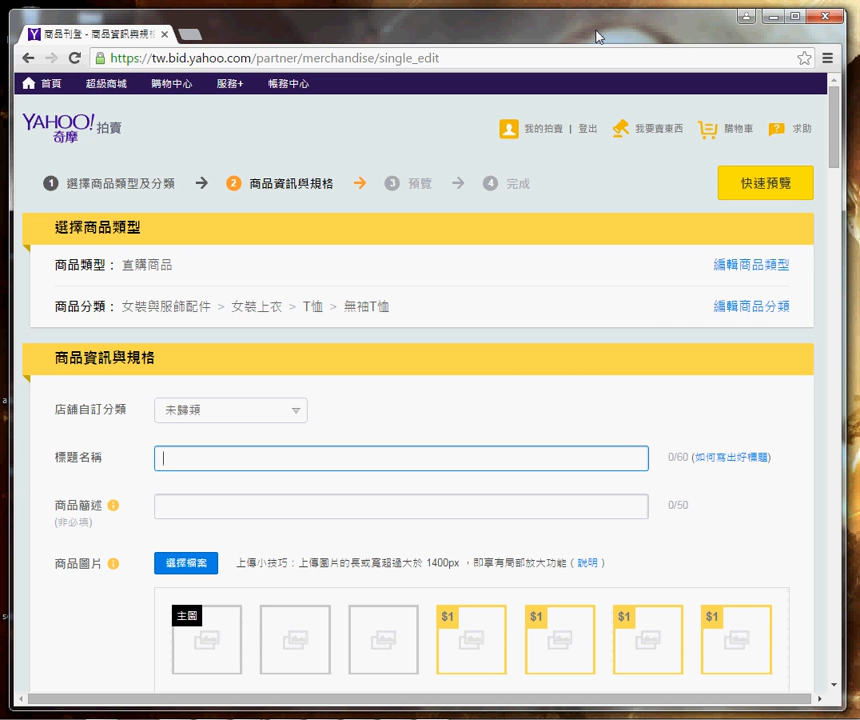 商品刊登 - 商品資訊與規格
https://tw.bid.yahoo.com/partner/merchandise/single_edit
首頁 超級商城 購物中心 服務+ 帳務中心
YAHOO! 奇摩 拍賣
我的拍賣 | 登出 我要賣東西 購物車 求助
1 選擇商品類型及分類 → 2 商品資訊與規格 → 3 預覽 → 4 完成 快速預覽
選擇商品類型
商品類型: 直購商品 編輯商品類型
商品分類: 女裝與服飾配件 > 女裝上衣 > T恤 > 無袖T恤 編輯商品分類
商品資訊與規格
店鋪自訂分類 未歸類
標題名稱 0/60 (如何寫出好標題)
商品簡述 0/50
(非必填)
商品圖片 選擇檔案 上傳小技巧:上傳圖片的長或寬超過大於 1400px ,即享有局部放大功能 ( 說明 )
主圖 $1 $1 $1 $1